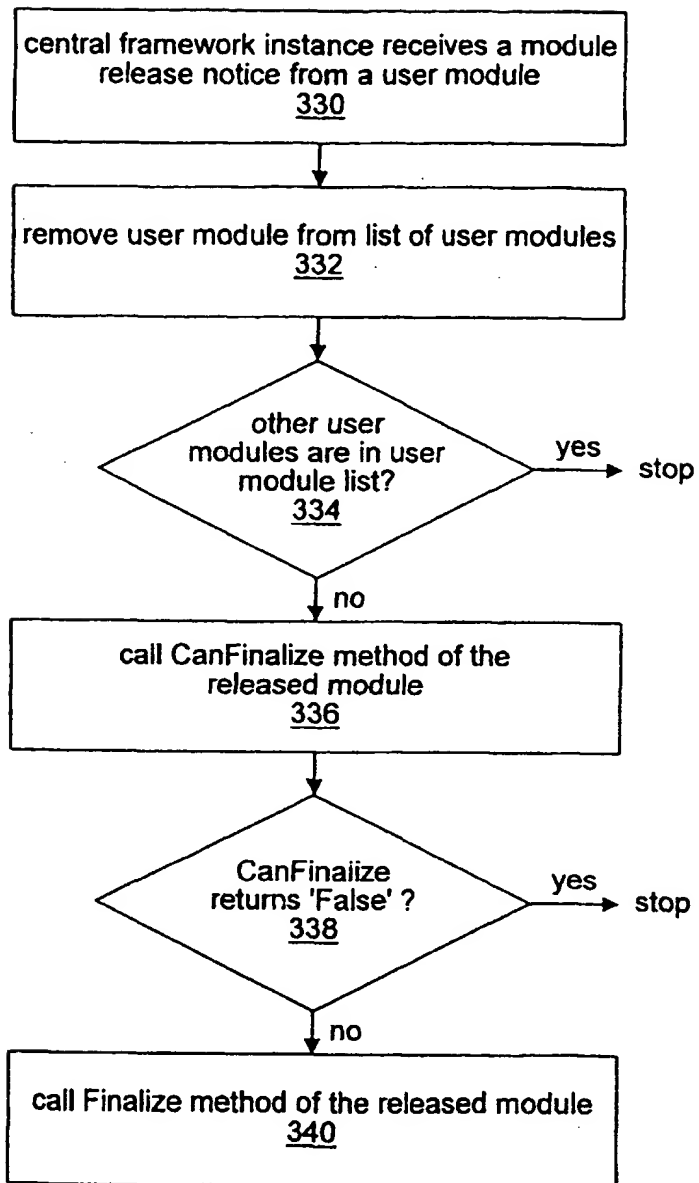 central framework instance receives a module
release notice from a user module
330
remove user module from list of user modules
332
other user
modules are in user
module list?
334
yes
stop
no
call CanFinalize method of the
released module
336
CanFinalize
returns 'False' ?
338
yes
stop
no
call Finalize method of the released module
340